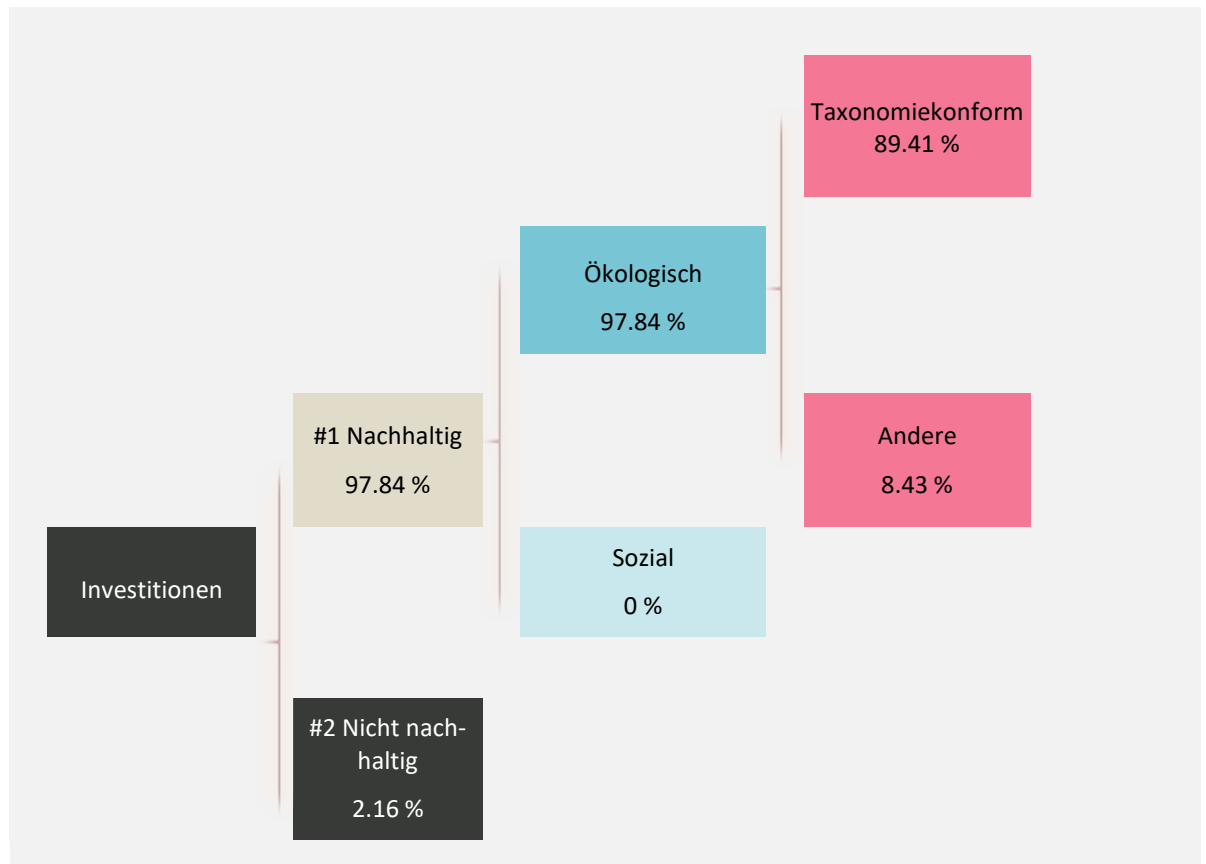 Taxonomiekonform
89.41 %
Ökologisch
97.84 %
#1 Nachhaltig
97.84 %
Andere
8.43 %
Investitionen
Sozial
0 %
#2 Nicht nach-
haltig
2.16 %